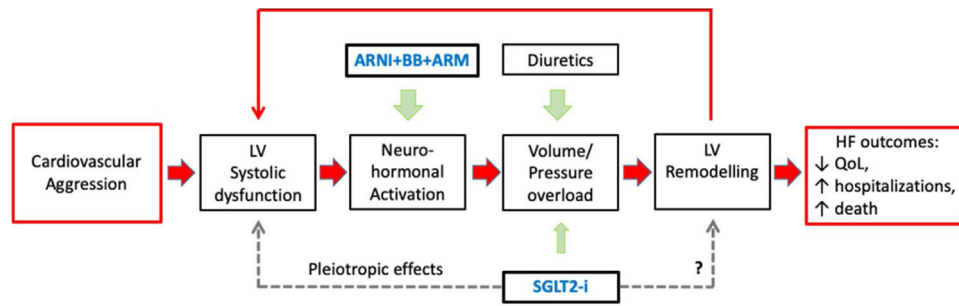 ARNI+BB+ARM
Diuretics
Cardiovascular
Aggression
LV
Systolic
dysfunction
Neuro-
hormonal
Activation
Volume/
Pressure
overload
LV
Remodelling
HF outcomes:
↓ QoL,
↑ hospitalizations,
↑ death
Pleiotropic effects
?
SGLT2-i